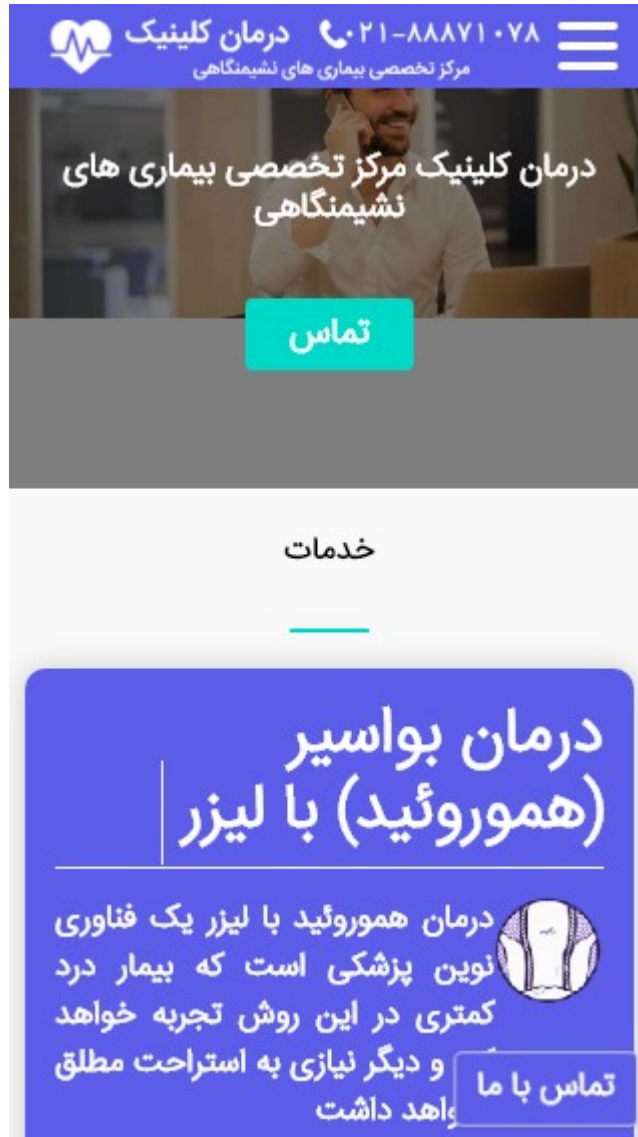 درمان کلینیک ۰۲۱-۸۸۸۷۱۰۷۸
مرکز تخصصی بیماری های نشیمنگاهی
درمان کلینیک مرکز تخصصی بیماری های
نشیمنگاهی
تماس
خدمات
درمان بواسیر
(هموروئید) با لیزر
درمان هموروئید با لیزر یک فناوری
نوین پزشکی است که بیمار درد
کمتری در این روش تجربه خواهد
و دیگر نیازی به استراحت مطلق
داشت
تماس با ما